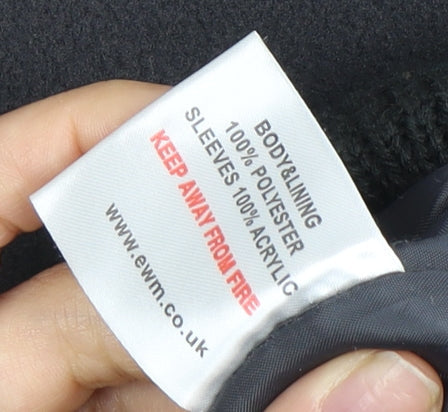 BODY&LINING
100% POLYESTER
SLEEVES 100% ACRYLIC
KEEP AWAY FROM FIRE
www.ewm.co.uk